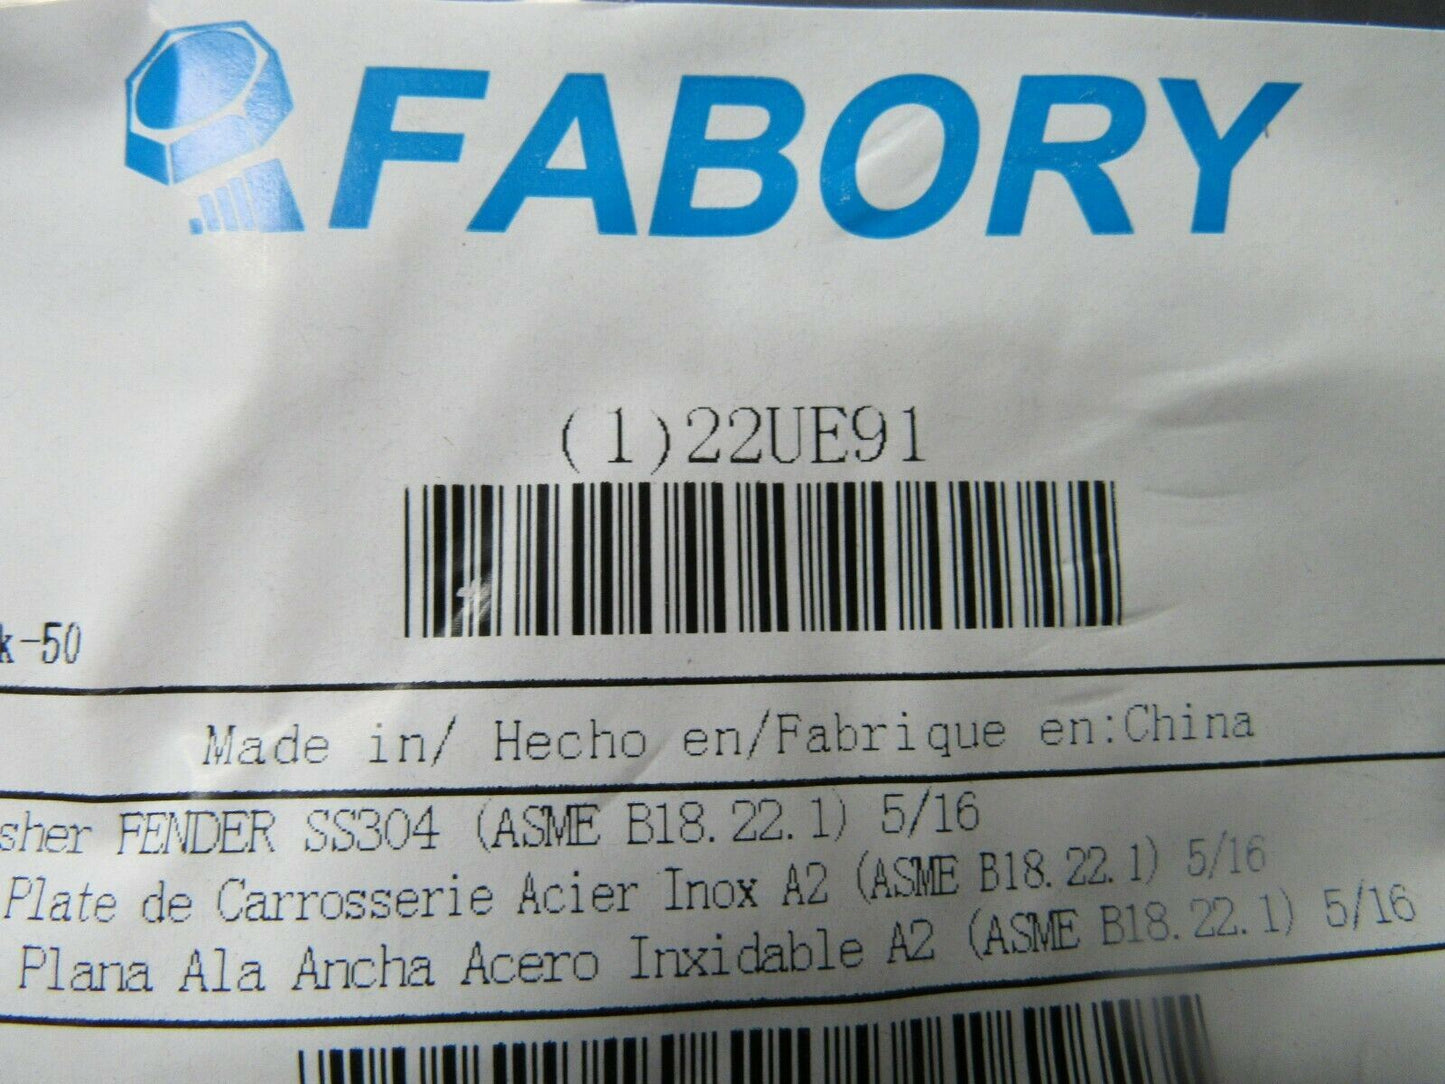 FABORY
(1)22UE91
k-50
Made in/ Hecho en/Fabrique en:China
sher FENDER SS304 (ASME B18.22.1) 5/16
Plate de Carrosserie Acier Inox A2 (ASME B18.22.1) 5/16
Plana Ala Ancha Acero Inxidable A2 (ASME B18.22.1) 5/16